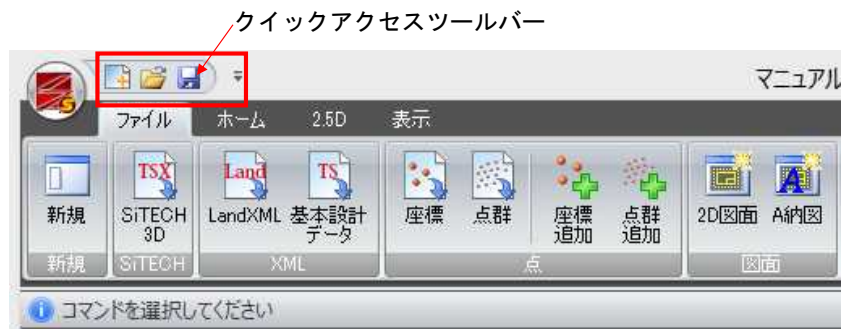 クイックアクセスツールバー
マニュアル
ファイル ホーム 2.5D 表示
TSX Land TS
新規 SiTECH 3D LandXML 基本設計データ 座標 点群 座標追加 点群追加 2D図面 A納図
新規 SiTECH XML 点 図面
コマンドを選択してください